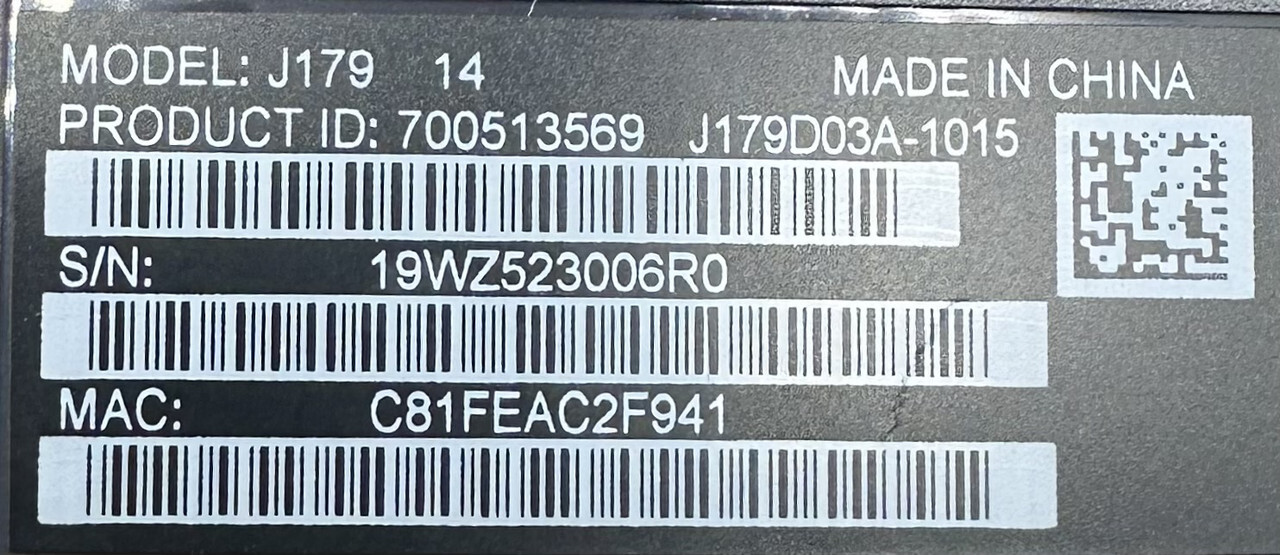 MODEL: J179 14 MADE IN CHINA
PRODUCT ID: 700513569 J179D03A-1015
S/N: 19WZ523006R0
MAC: C81FEAC2F941